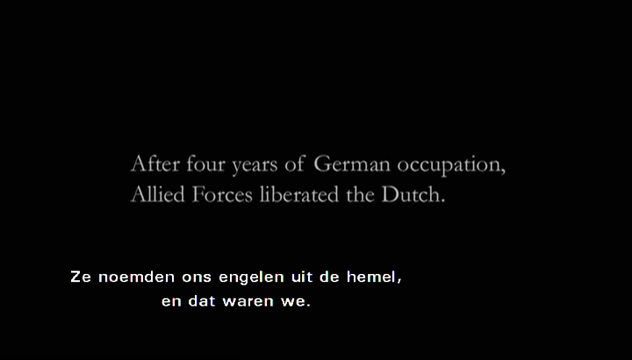 After four years of German occupation,
Allied Forces liberated the Dutch.
Ze noemden ons engelen uit de hemel,
en dat waren we.